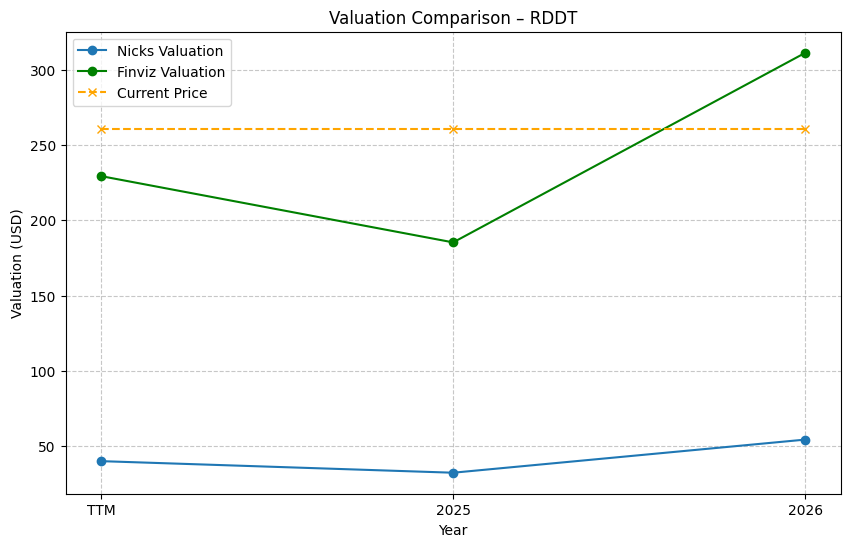 Valuation Comparison – RDDT
Nicks Valuation
Finviz Valuation
Current Price
Valuation (USD)
300
250
200
150
100
50
TTM
2025
2026
Year